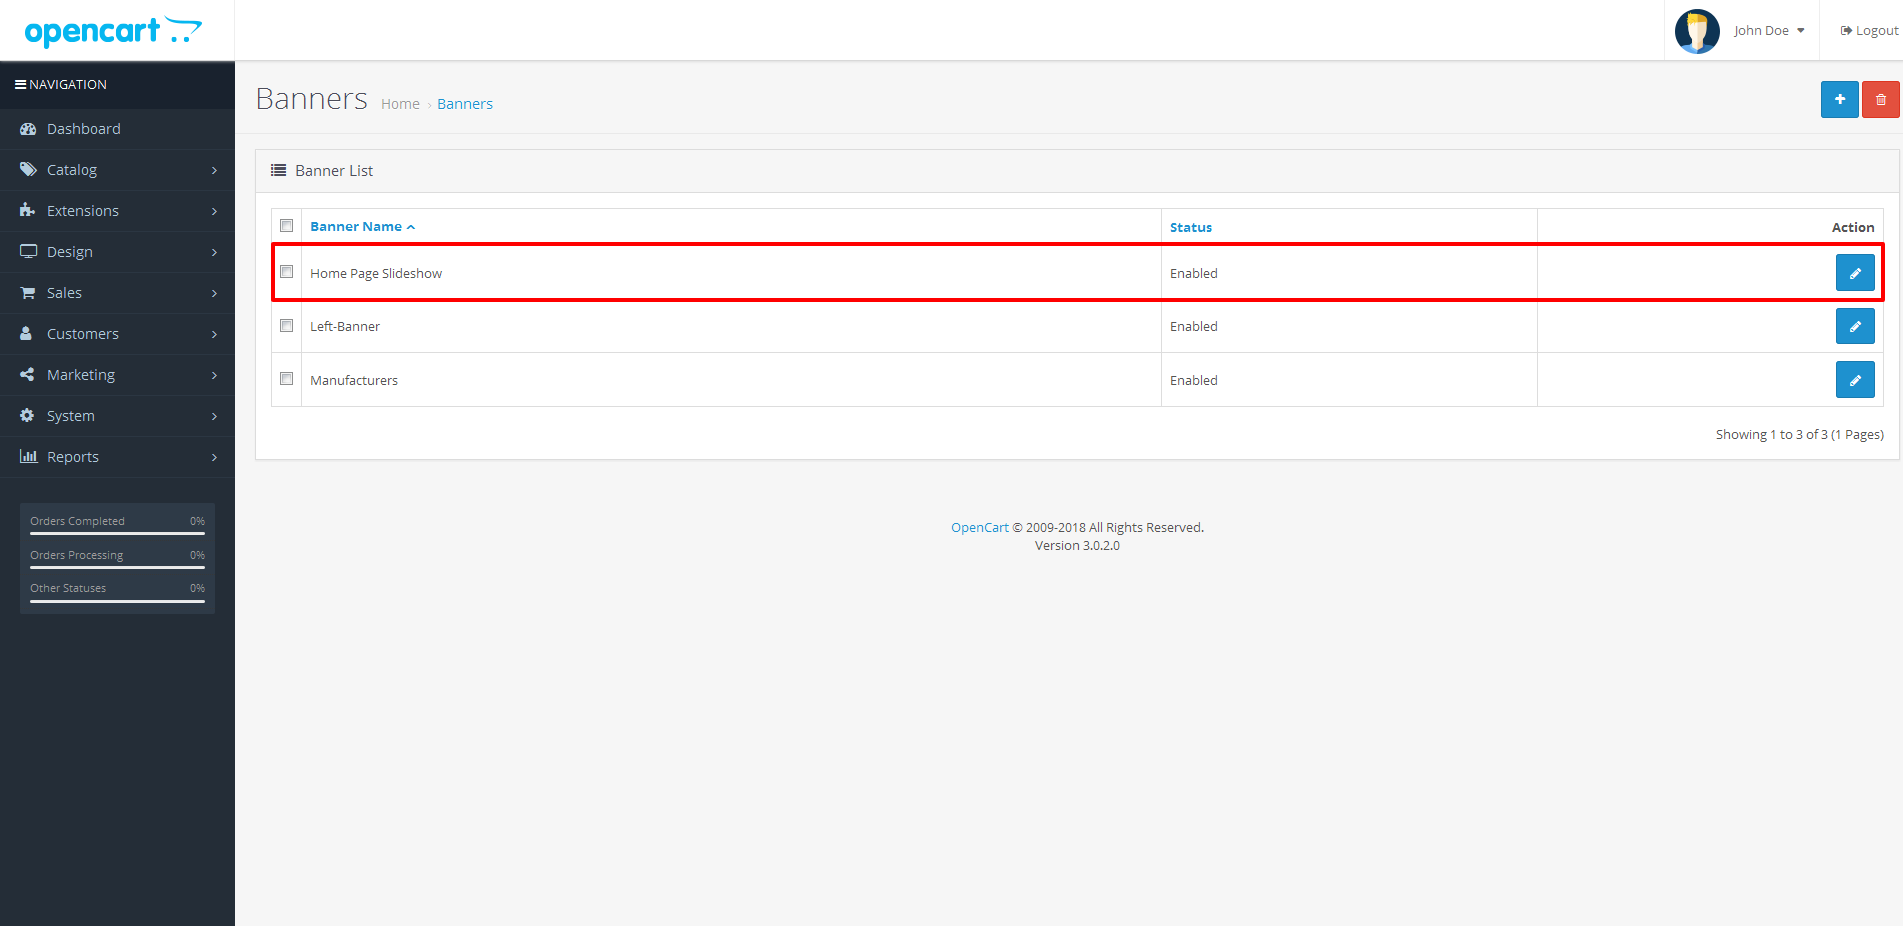 opencart
John Doe
Logout
NAVIGATION
Dashboard
Catalog
Extensions
Design
Sales
Customers
Marketing
System
Reports
Orders Completed 0%
Orders Processing 0%
Other Statuses 0%
Banners Home › Banners
Banner List
Banner Name Status Action
Home Page Slideshow Enabled
Left-Banner Enabled
Manufacturers Enabled
Showing 1 to 3 of 3 (1 Pages)
OpenCart © 2009-2018 All Rights Reserved.
Version 3.0.2.0